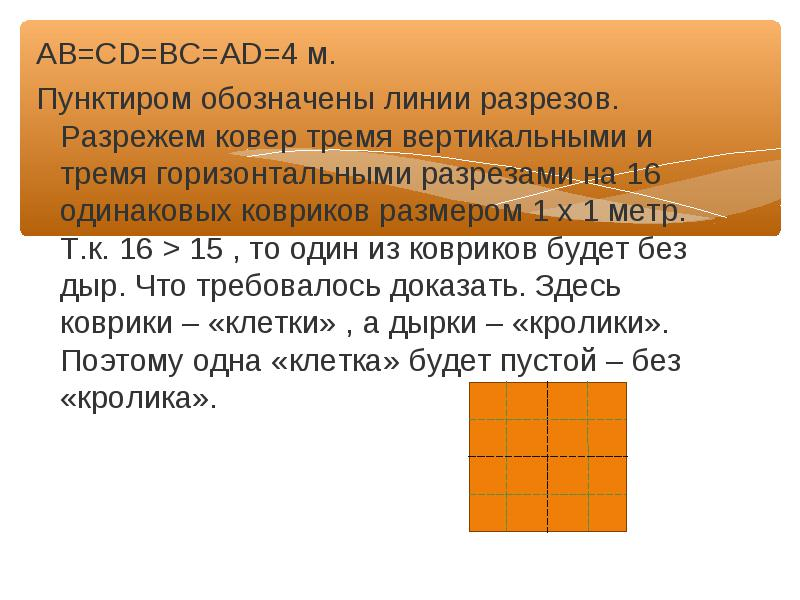 AB=CD=BC=AD=4 м.
Пунктиром обозначены линии разрезов.
Разрежем ковер тремя вертикальными и
тремя горизонтальными разрезами на 16
одинаковых ковриков размером 1 х 1 метр.
Т.к. 16 > 15 , то один из ковриков будет без
дыр. Что требовалось доказать. Здесь
коврики – «клетки» , а дырки – «кролики».
Поэтому одна «клетка» будет пустой – без
«кролика».